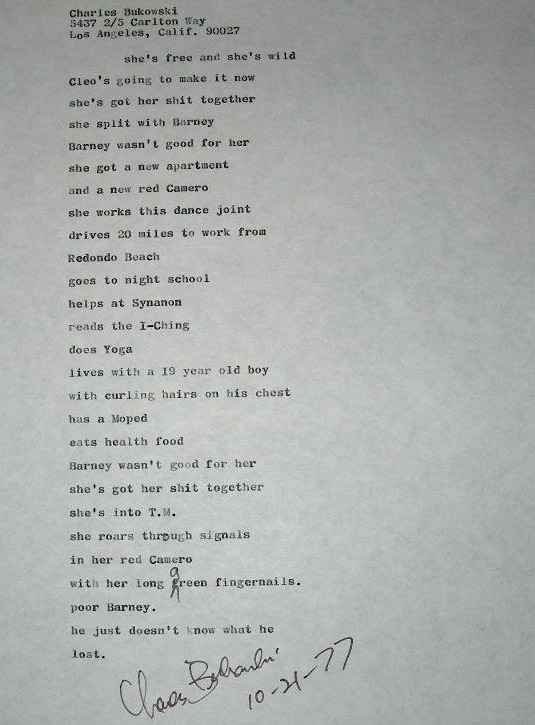 Charles Bukowski
5437 2/5 Carlton Way
Los Angeles, Calif. 90027
she's free and she's wild
Cleo's going to make it now
she's got her shit together
she split with Barney
Barney wasn't good for her
she got a new apartment
and a new red Camero
she works this dance joint
drives 20 miles to work from
Redondo Beach
goes to night school
helps at Synanon
reads the I-Ching
does Yoga
lives with a I9 year old boy
with curling hairs on his chest
has a Moped
eats health food
Barney wasn't good for her
she's got her shit together
she's into T.M.
she roars through signals
in her red Camero
with her long green fingernails.
poor Barney.
he just doesn't know what he
lost.
Charles Bukowski
10-21-77